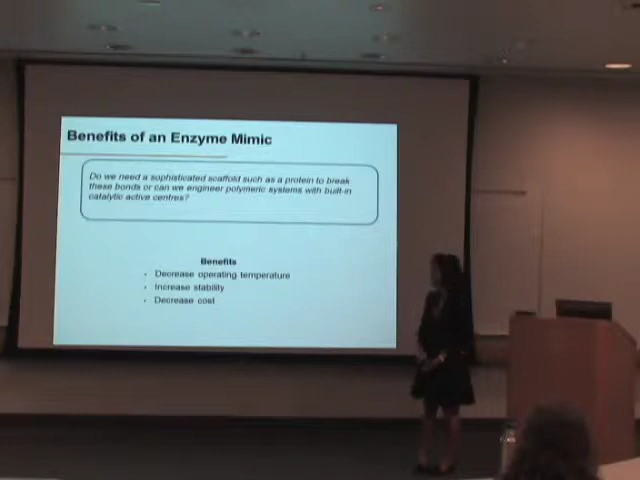 Benefits of an Enzyme Mimic
Do we need a sophisticated scaffold such as a protein to break
these bonds or can we engineer polymeric systems with built-in
catalytic active centres?
Benefits
• Decrease operating temperature
• Increase stability
• Decrease cost